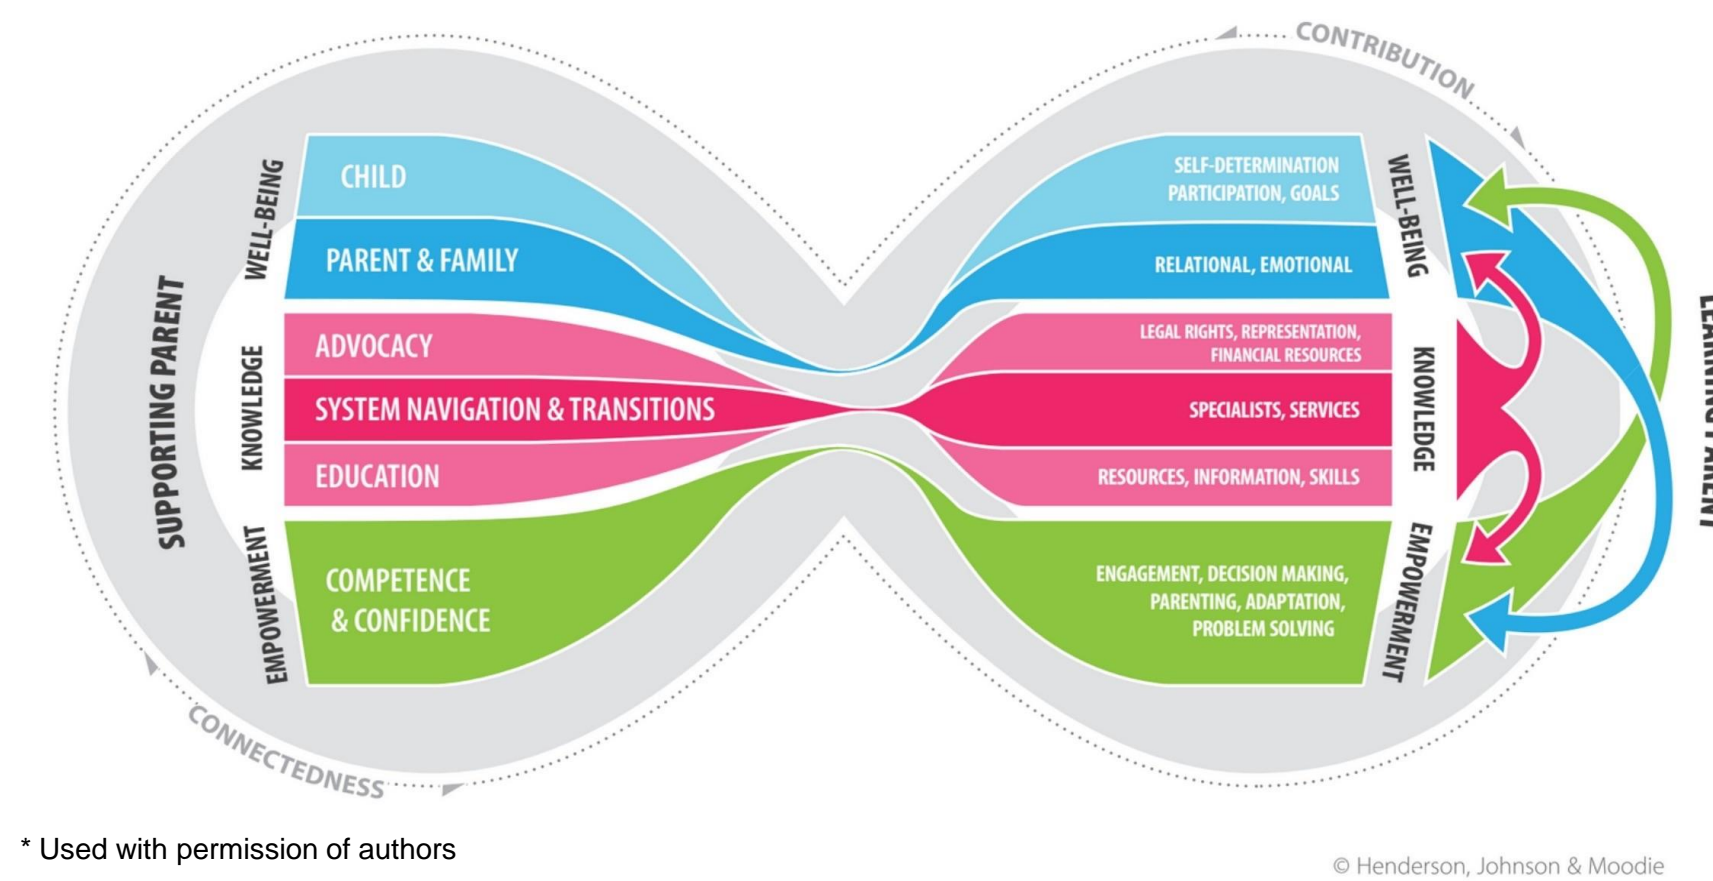 CONTRIBUTION
WELL-BEING
CHILD
PARENT & FAMILY
SUPPORTING PARENT
KNOWLEDGE
ADVOCACY
SYSTEM NAVIGATION & TRANSITIONS
EDUCATION
EMPOWERMENT
COMPETENCE
& CONFIDENCE
CONNECTEDNESS
SELF-DETERMINATION
PARTICIPATION, GOALS
RELATIONAL, EMOTIONAL
WELL-BEING
LEGAL RIGHTS, REPRESENTATION,
FINANCIAL RESOURCES
SPECIALISTS, SERVICES
RESOURCES, INFORMATION, SKILLS
KNOWLEDGE
ENGAGEMENT, DECISION MAKING,
PARENTING, ADAPTATION,
PROBLEM SOLVING
EMPOWERMENT
LEARNING PARENT
* Used with permission of authors
© Henderson, Johnson & Moodie